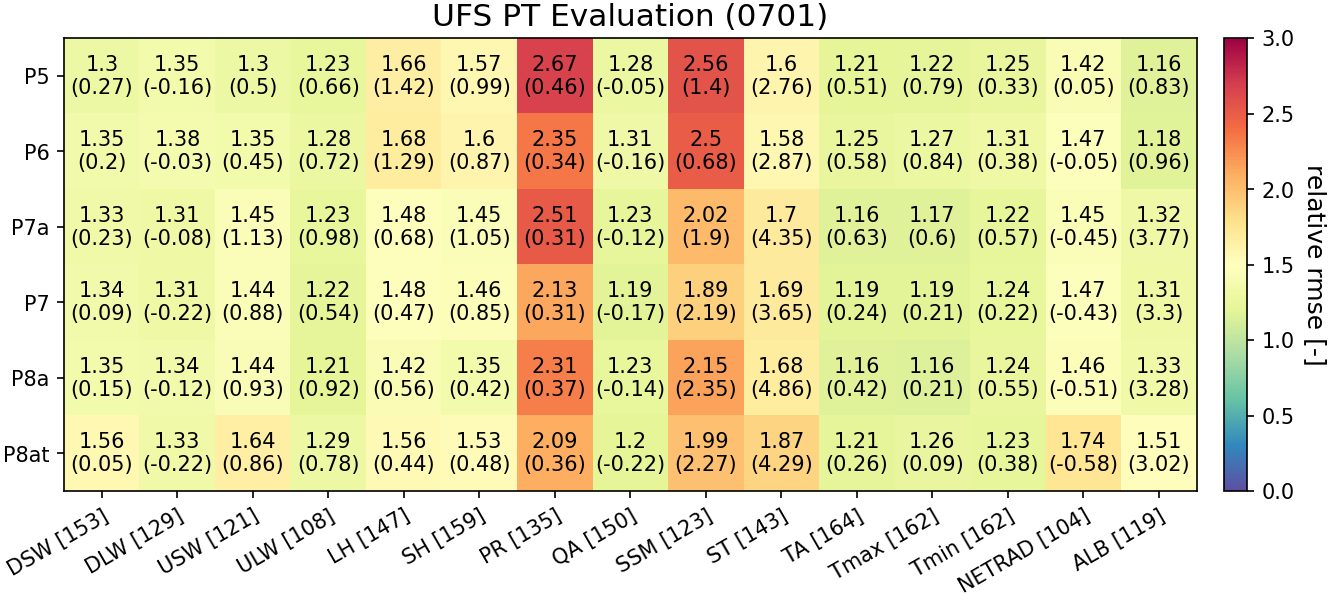 UFS PT Evaluation (0701)
P5 1.3 1.35 1.3 1.23 1.66 1.57 2.67 1.28 2.56 1.6 1.21 1.22 1.25 1.42 1.16
(0.27) (-0.16) (0.5) (0.66) (1.42) (0.99) (0.46) (-0.05) (1.4) (2.76) (0.51) (0.79) (0.33) (0.05) (0.83)
P6 1.35 1.38 1.35 1.28 1.68 1.6 2.35 1.31 2.5 1.58 1.25 1.27 1.31 1.47 1.18
(0.2) (-0.03) (0.45) (0.72) (1.29) (0.87) (0.34) (-0.16) (0.68) (2.87) (0.58) (0.84) (0.38) (-0.05) (0.96)
P7a 1.33 1.31 1.45 1.23 1.48 1.45 2.51 1.23 2.02 1.7 1.16 1.17 1.22 1.45 1.32
(0.23) (-0.08) (1.13) (0.98) (0.68) (1.05) (0.31) (-0.12) (1.9) (4.35) (0.63) (0.6) (0.57) (-0.45) (3.77)
P7 1.34 1.31 1.44 1.22 1.48 1.46 2.13 1.19 1.89 1.69 1.19 1.19 1.24 1.47 1.31
(0.09) (-0.22) (0.88) (0.54) (0.47) (0.85) (0.31) (-0.17) (2.19) (3.65) (0.24) (0.21) (0.22) (-0.43) (3.3)
P8a 1.35 1.34 1.44 1.21 1.42 1.35 2.31 1.23 2.15 1.68 1.16 1.16 1.24 1.46 1.33
(0.15) (-0.12) (0.93) (0.92) (0.56) (0.42) (0.37) (-0.14) (2.35) (4.86) (0.42) (0.21) (0.55) (-0.51) (3.28)
P8at 1.56 1.33 1.64 1.29 1.56 1.53 2.09 1.2 1.99 1.87 1.21 1.26 1.23 1.74 1.51
(0.05) (-0.22) (0.86) (0.78) (0.44) (0.48) (0.36) (-0.22) (2.27) (4.29) (0.26) (0.09) (0.38) (-0.58) (3.02)
DSW [153] DLW [129] USW [121] ULW [108] LH [147] SH [159] PR [135] QA [150] SSM [123] ST [143] TA [164] Tmax [162] Tmin [162] NETRAD [104] ALB [119]
3.0
2.5
2.0
1.5
1.0
0.5
0.0
relative rmse [-]